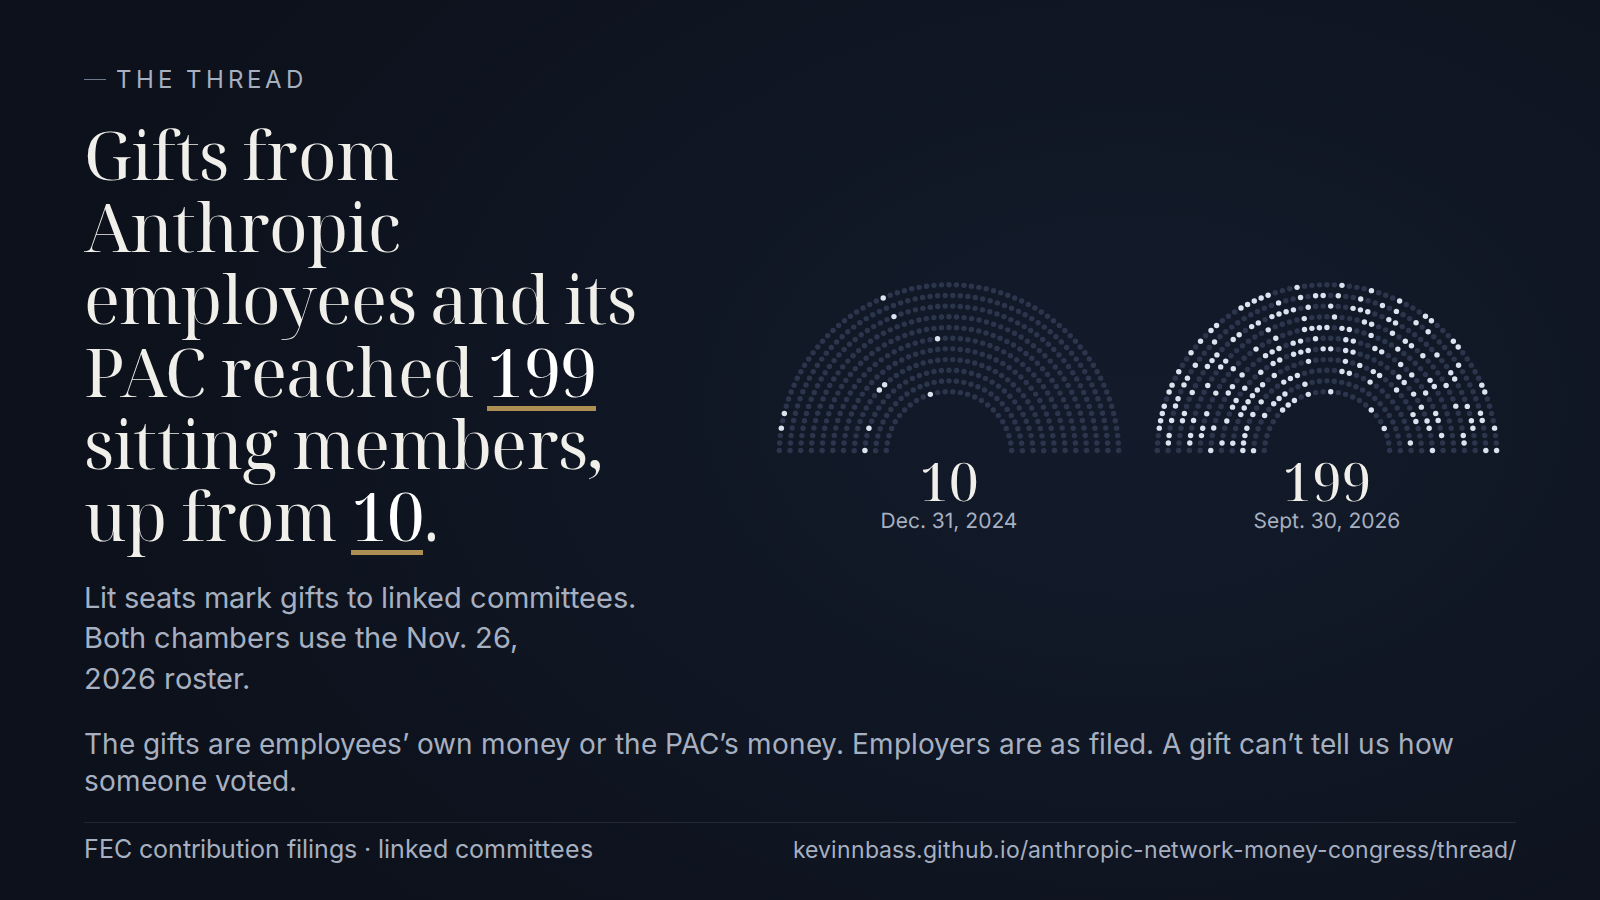 — THE THREAD
Gifts from
Anthropic
employees and its
PAC reached 199
sitting members,
up from 10.
Lit seats mark gifts to linked committees.
Both chambers use the Nov. 26,
2026 roster.
10
Dec. 31, 2024
199
Sept. 30, 2026
The gifts are employees’ own money or the PAC’s money. Employers are as filed. A gift can’t tell us how
someone voted.
FEC contribution filings · linked committees
kevinnbass.github.io/anthropic-network-money-congress/thread/